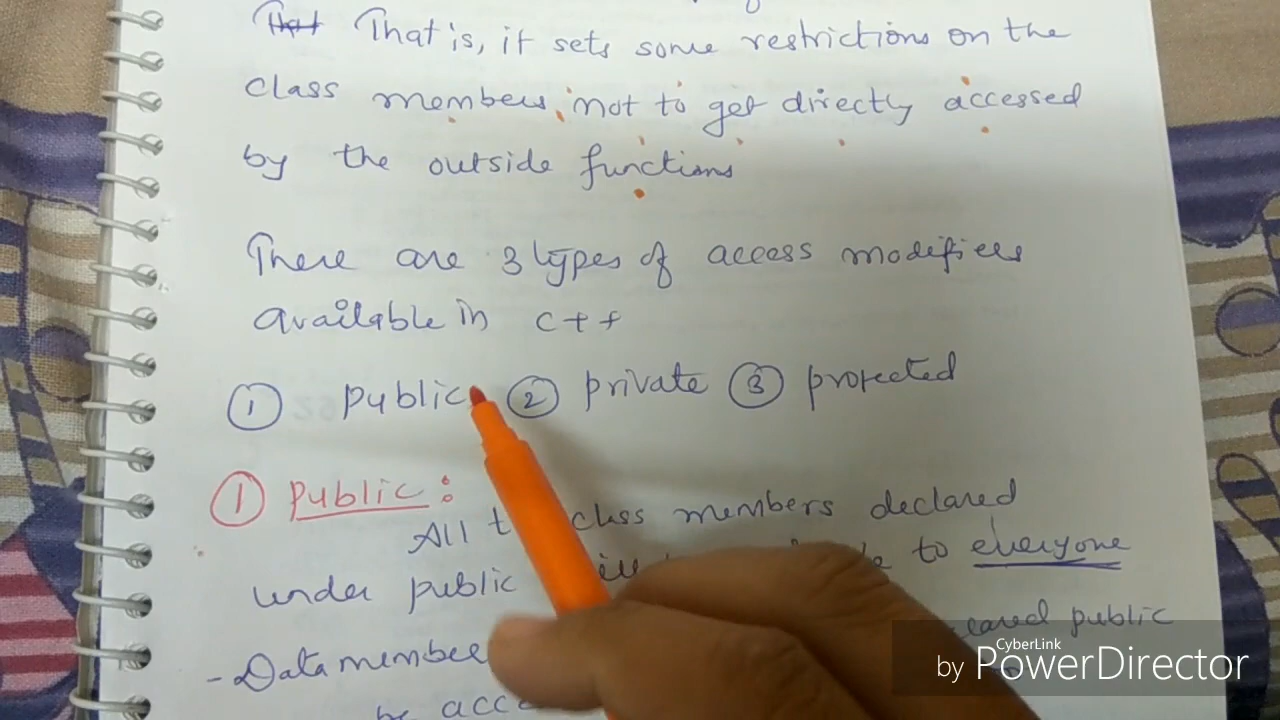 That is, it sets some restrictions on the
class members, not to get directly accessed
by the outside functions
There are 3 types of access modifiers
available in c++
① public ② private ③ protected
① Public:
All class members declared
under public to everyone
- Data member public
be
CyberLink
by PowerDirector